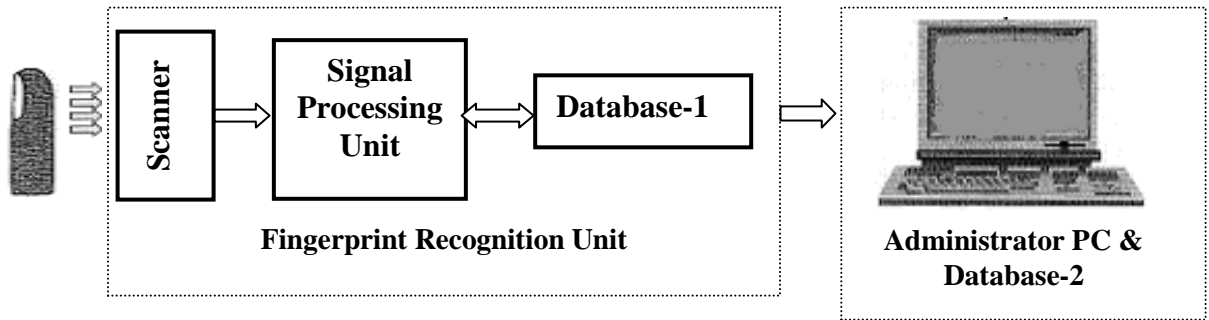 Scanner
Signal
Processing
Unit
Database-1
Fingerprint Recognition Unit
Administrator PC &
Database-2